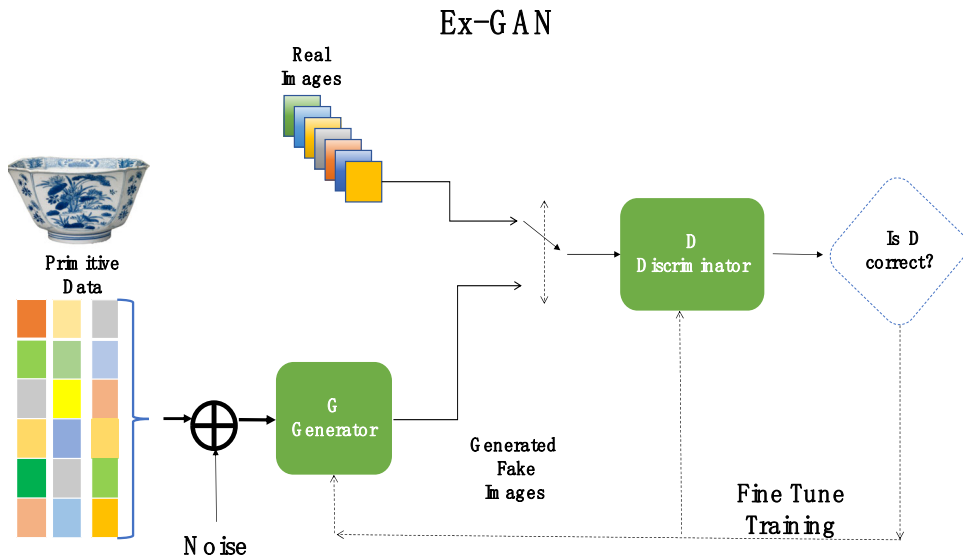 Ex-GAN
Real
Images
Primitive
Data
Is D
correct?
D
Discriminator
G
Generator
Generated
Fake
Images
Fine Tune
Training
Noise